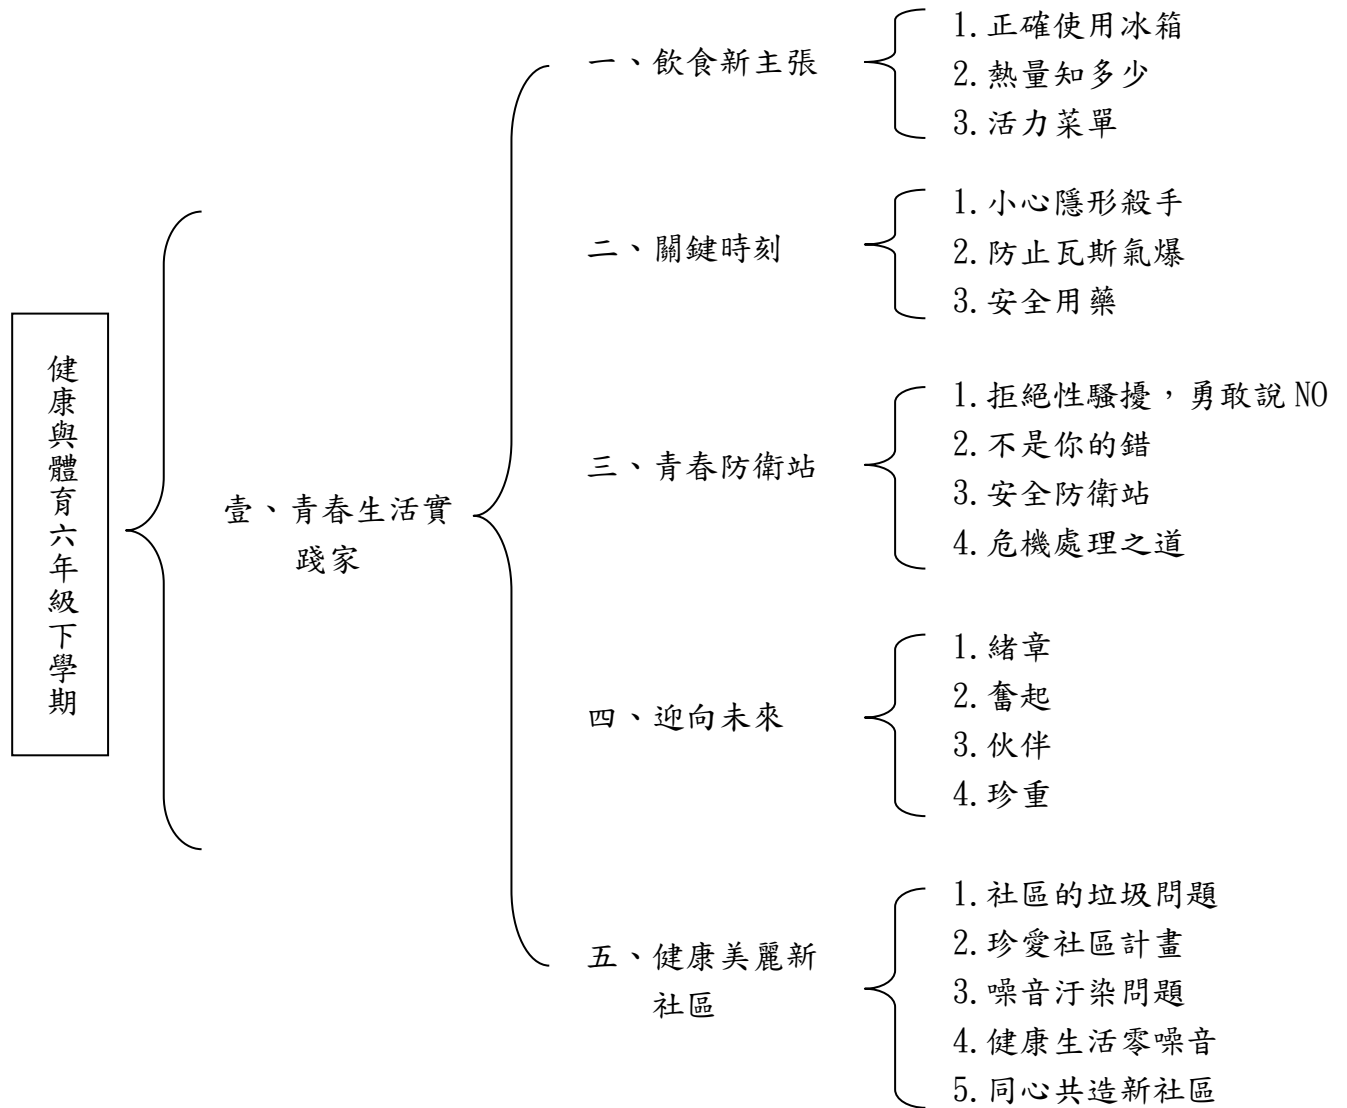 健康與體育六年級下學期
壹、青春生活實
踐家
一、飲食新主張
1.正確使用冰箱
2.熱量知多少
3.活力菜單
二、關鍵時刻
1.小心隱形殺手
2.防止瓦斯氣爆
3.安全用藥
三、青春防衛站
1.拒絕性騷擾，勇敢說 NO
2.不是你的錯
3.安全防衛站
4.危機處理之道
四、迎向未來
1.緒章
2.奮起
3.伙伴
4.珍重
五、健康美麗新
社區
1.社區的垃圾問題
2.珍愛社區計畫
3.噪音汙染問題
4.健康生活零噪音
5.同心共造新社區